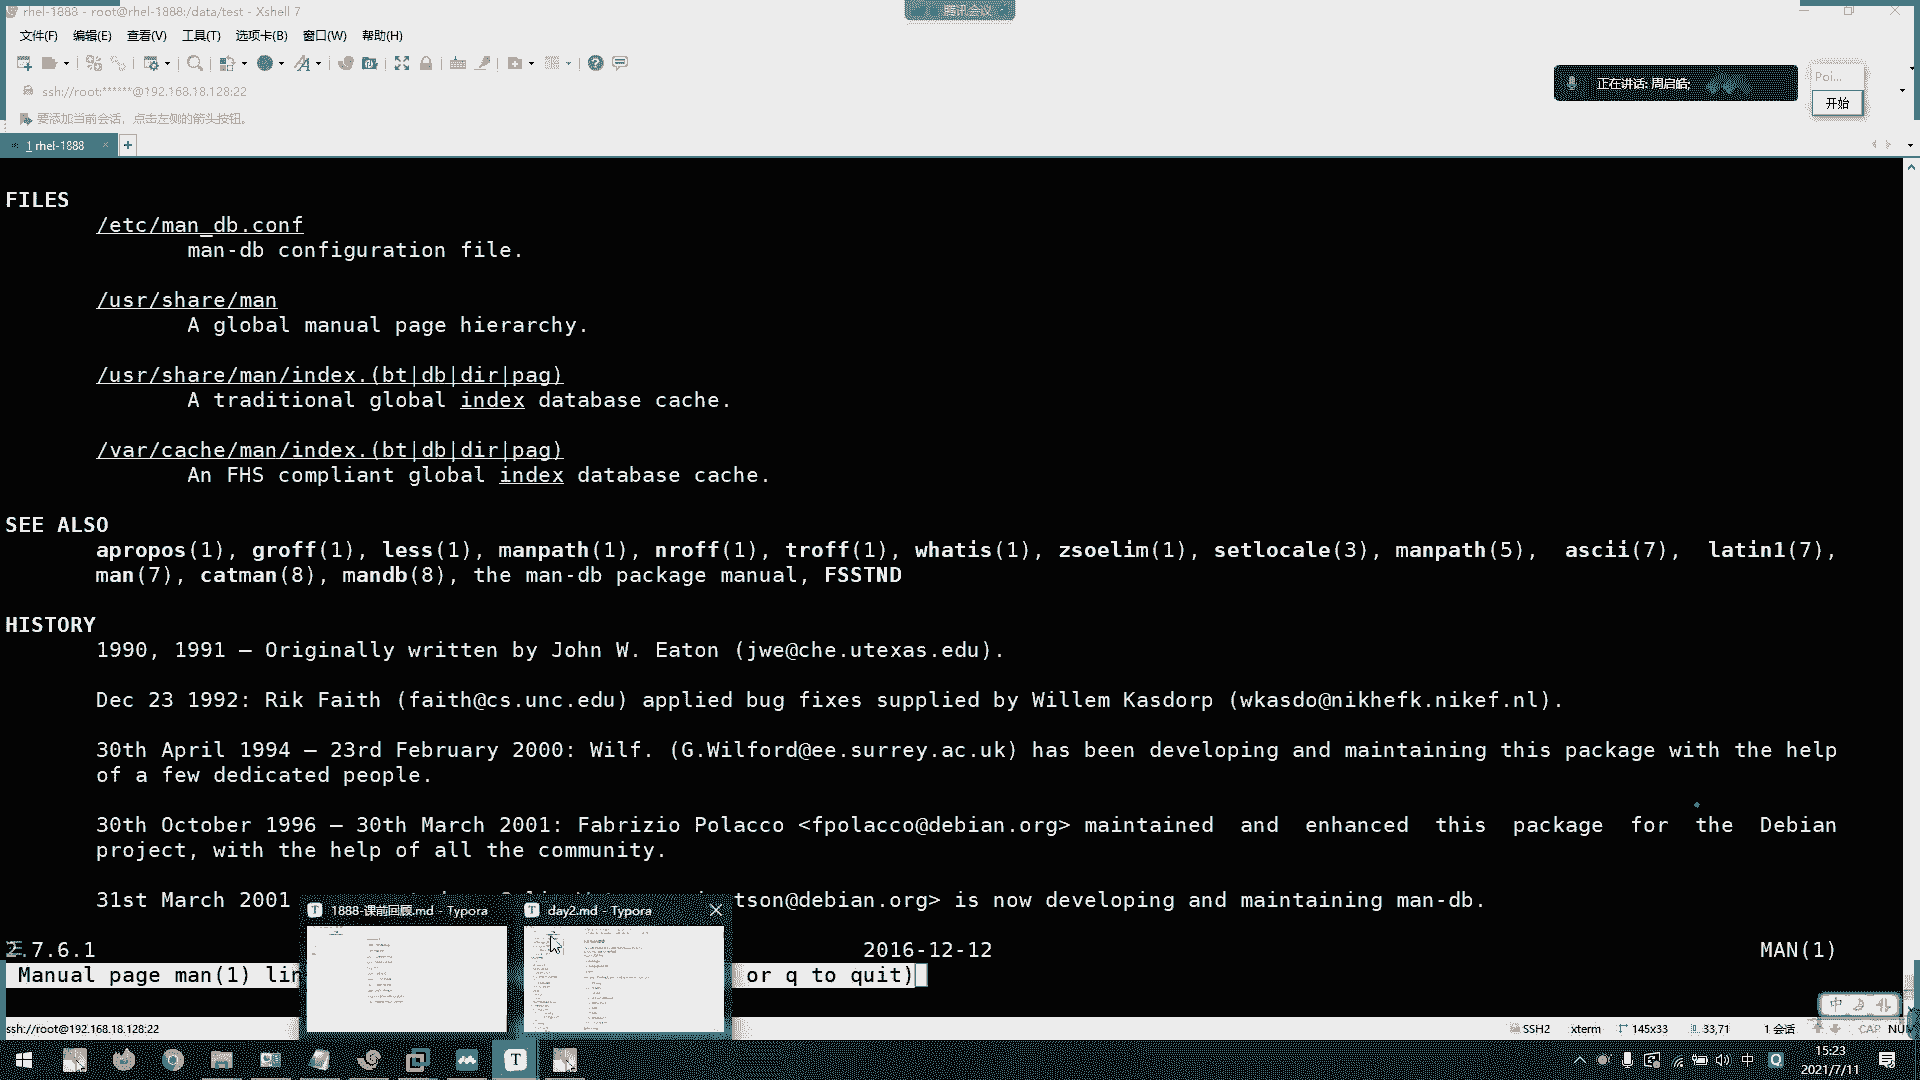 rhel-1888 - root@rhel-1888:/data/test - Xshell 7
腾讯会议
文件(F) 编辑(E) 查看(V) 工具(T) 选项卡(B) 窗口(W) 帮助(H)
ssh://root:******@192.168.18.128:22
正在讲话: 周启皓;
Poi...
开始
要添加当前会话，点击左侧的箭头按钮。
1 rhel-1888
FILES
/etc/man_db.conf
man-db configuration file.
/usr/share/man
A global manual page hierarchy.
/usr/share/man/index.(bt|db|dir|pag)
A traditional global index database cache.
/var/cache/man/index.(bt|db|dir|pag)
An FHS compliant global index database cache.
SEE ALSO
apropos(1), groff(1), less(1), manpath(1), nroff(1), troff(1), whatis(1), zsoelim(1), setlocale(3), manpath(5), ascii(7), latin1(7),
man(7), catman(8), mandb(8), the man-db package manual, FSSTND
HISTORY
1990, 1991 – Originally written by John W. Eaton (jwe@che.utexas.edu).
Dec 23 1992: Rik Faith (faith@cs.unc.edu) applied bug fixes supplied by Willem Kasdorp (wkasdo@nikhefk.nikef.nl).
30th April 1994 – 23rd February 2000: Wilf. (G.Wilford@ee.surrey.ac.uk) has been developing and maintaining this package with the help
of a few dedicated people.
30th October 1996 – 30th March 2001: Fabrizio Polacco <fpolacco@debian.org> maintained and enhanced this package for the Debian
project, with the help of all the community.
31st March 2001 tson@debian.org> is now developing and maintaining man-db.
1888-课前回顾.md - Typora
day2.md - Typora
2.7.6.1 2016-12-12 MAN(1)
Manual page man(1) lin or q to quit)
中
ssh://root@192.168.18.128:22 SSH2 xterm 145x33 33,71 1 会话 CAP NUM
T
中
15:23
2021/7/11